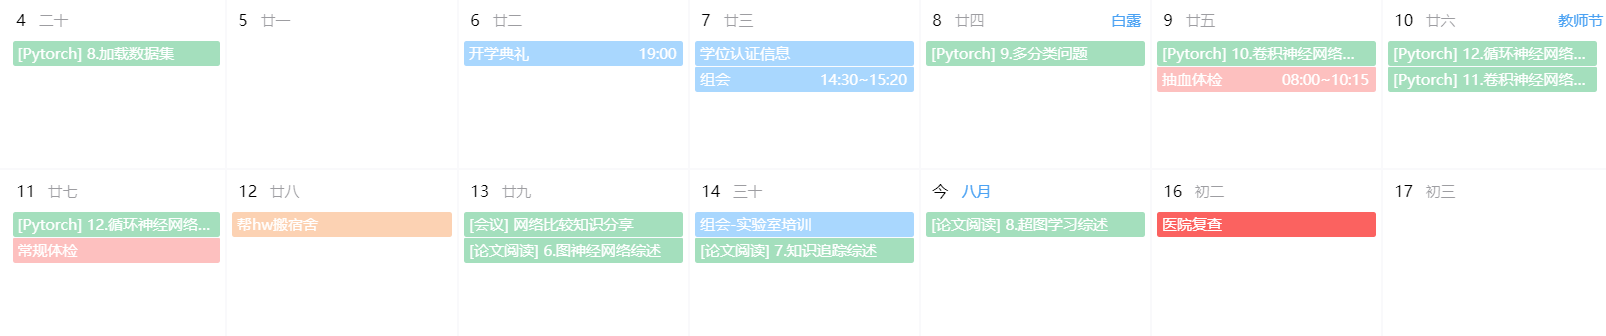 4 二十
[Pytorch] 8.加载数据集
5 廿一
6 廿二
开学典礼 19:00
7 廿三
学位认证信息
组会 14:30~15:20
8 廿四 白露
[Pytorch] 9.多分类问题
9 廿五
[Pytorch] 10.卷积神经网络...
抽血体检 08:00~10:15
10 廿六 教师节
[Pytorch] 12.循环神经网络...
[Pytorch] 11.卷积神经网络...
11 廿七
[Pytorch] 12.循环神经网络...
常规体检
12 廿八
帮hw搬宿舍
13 廿九
[会议] 网络比较知识分享
[论文阅读] 6.图神经网络综述
14 三十
组会-实验室培训
[论文阅读] 7.知识追踪综述
今 八月
[论文阅读] 8.超图学习综述
16 初二
医院复查
17 初三